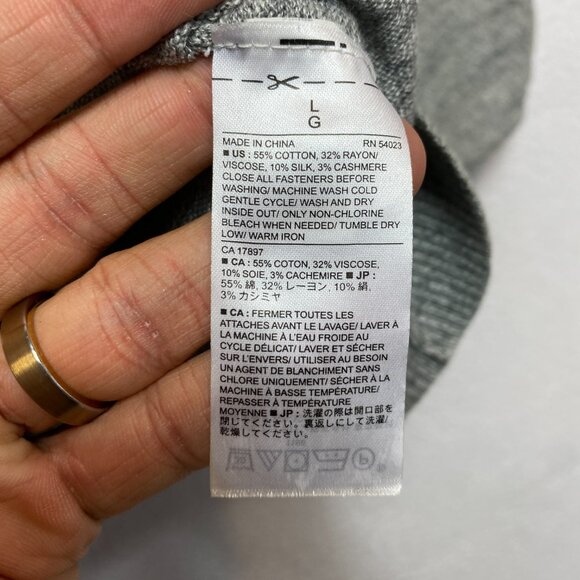 L
G
MADE IN CHINA RN 54023
■ US : 55% COTTON, 32% RAYON/
VISCOSE, 10% SILK, 3% CASHMERE
CLOSE ALL FASTENERS BEFORE
WASHING/ MACHINE WASH COLD
GENTLE CYCLE/ WASH AND DRY
INSIDE OUT/ ONLY NON-CHLORINE
BLEACH WHEN NEEDED/ TUMBLE DRY
LOW/ WARM IRON
CA 17897
■ CA : 55% COTON, 32% VISCOSE,
10% SOIE, 3% CACHEMIRE ■ JP :
55% 綿, 32% レーヨン, 10% 絹,
3% カシミヤ
■ CA : FERMER TOUTES LES
ATTACHES AVANT LE LAVAGE/ LAVER À
LA MACHINE À L'EAU FROIDE AU
CYCLE DÉLICAT/ LAVER ET SÉCHER
SUR L'ENVERS/ UTILISER AU BESOIN
UN AGENT DE BLANCHIMENT SANS
CHLORE UNIQUEMENT/ SÉCHER À LA
MACHINE À BASSE TEMPÉRATURE/
REPASSER À TEMPÉRATURE
MOYENNE ■ JP : 洗濯の際は開口部を
閉じてください. 裏返しにして洗濯/
乾燥してください.